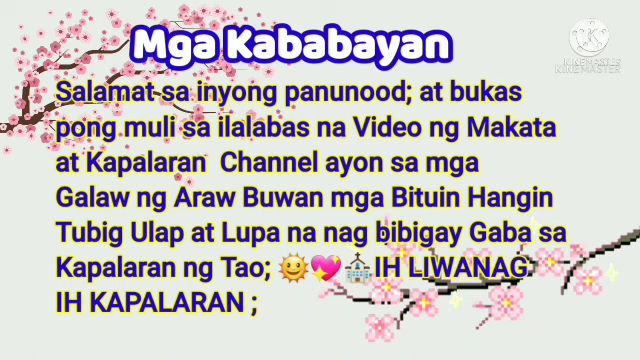 Mga Kababayan
KINEMASTER
KINEMASTER
Salamat sa inyong panunood; at bukas
pong muli sa ilalabas na Video ng Makata
at Kapalaran Channel ayon sa mga
Galaw ng Araw Buwan mga Bituin Hangin
Tubig Ulap at Lupa na nag bibigay Gaba sa
Kapalaran ng Tao; 🌞💖⛪IH LIWANAG
IH KAPALARAN ;